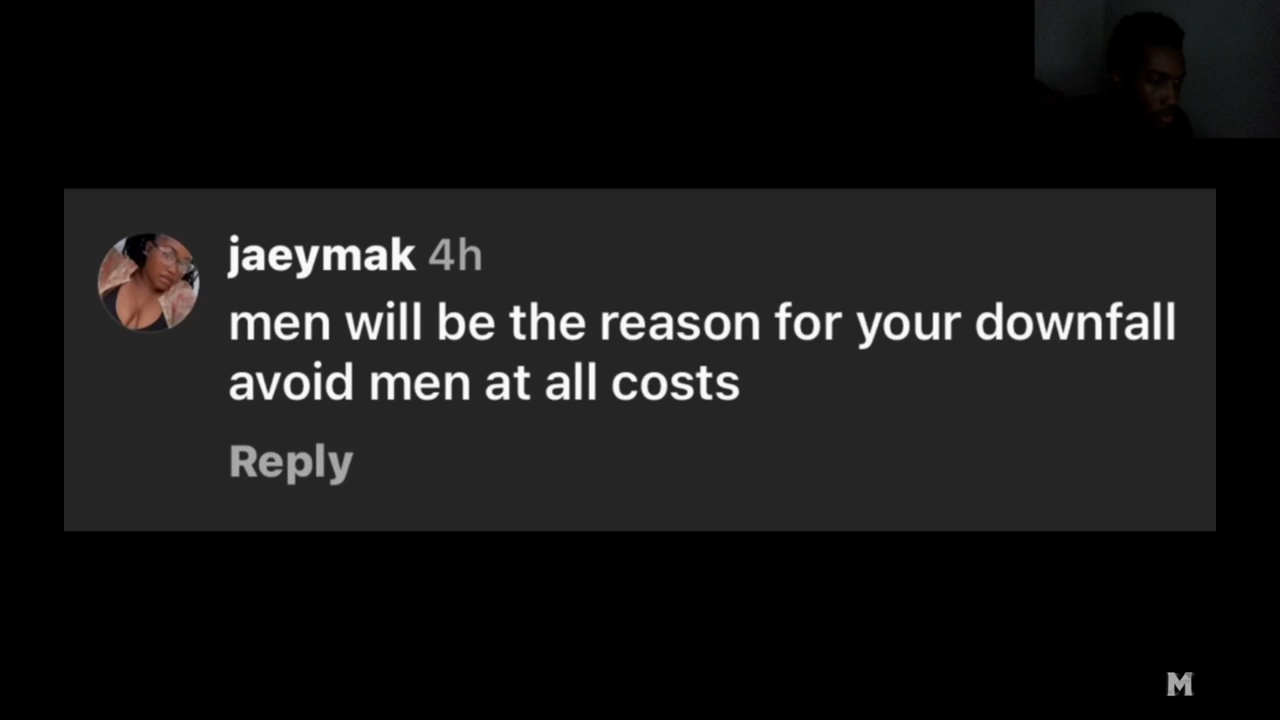 jaeymak 4h
men will be the reason for your downfall
avoid men at all costs
Reply
M